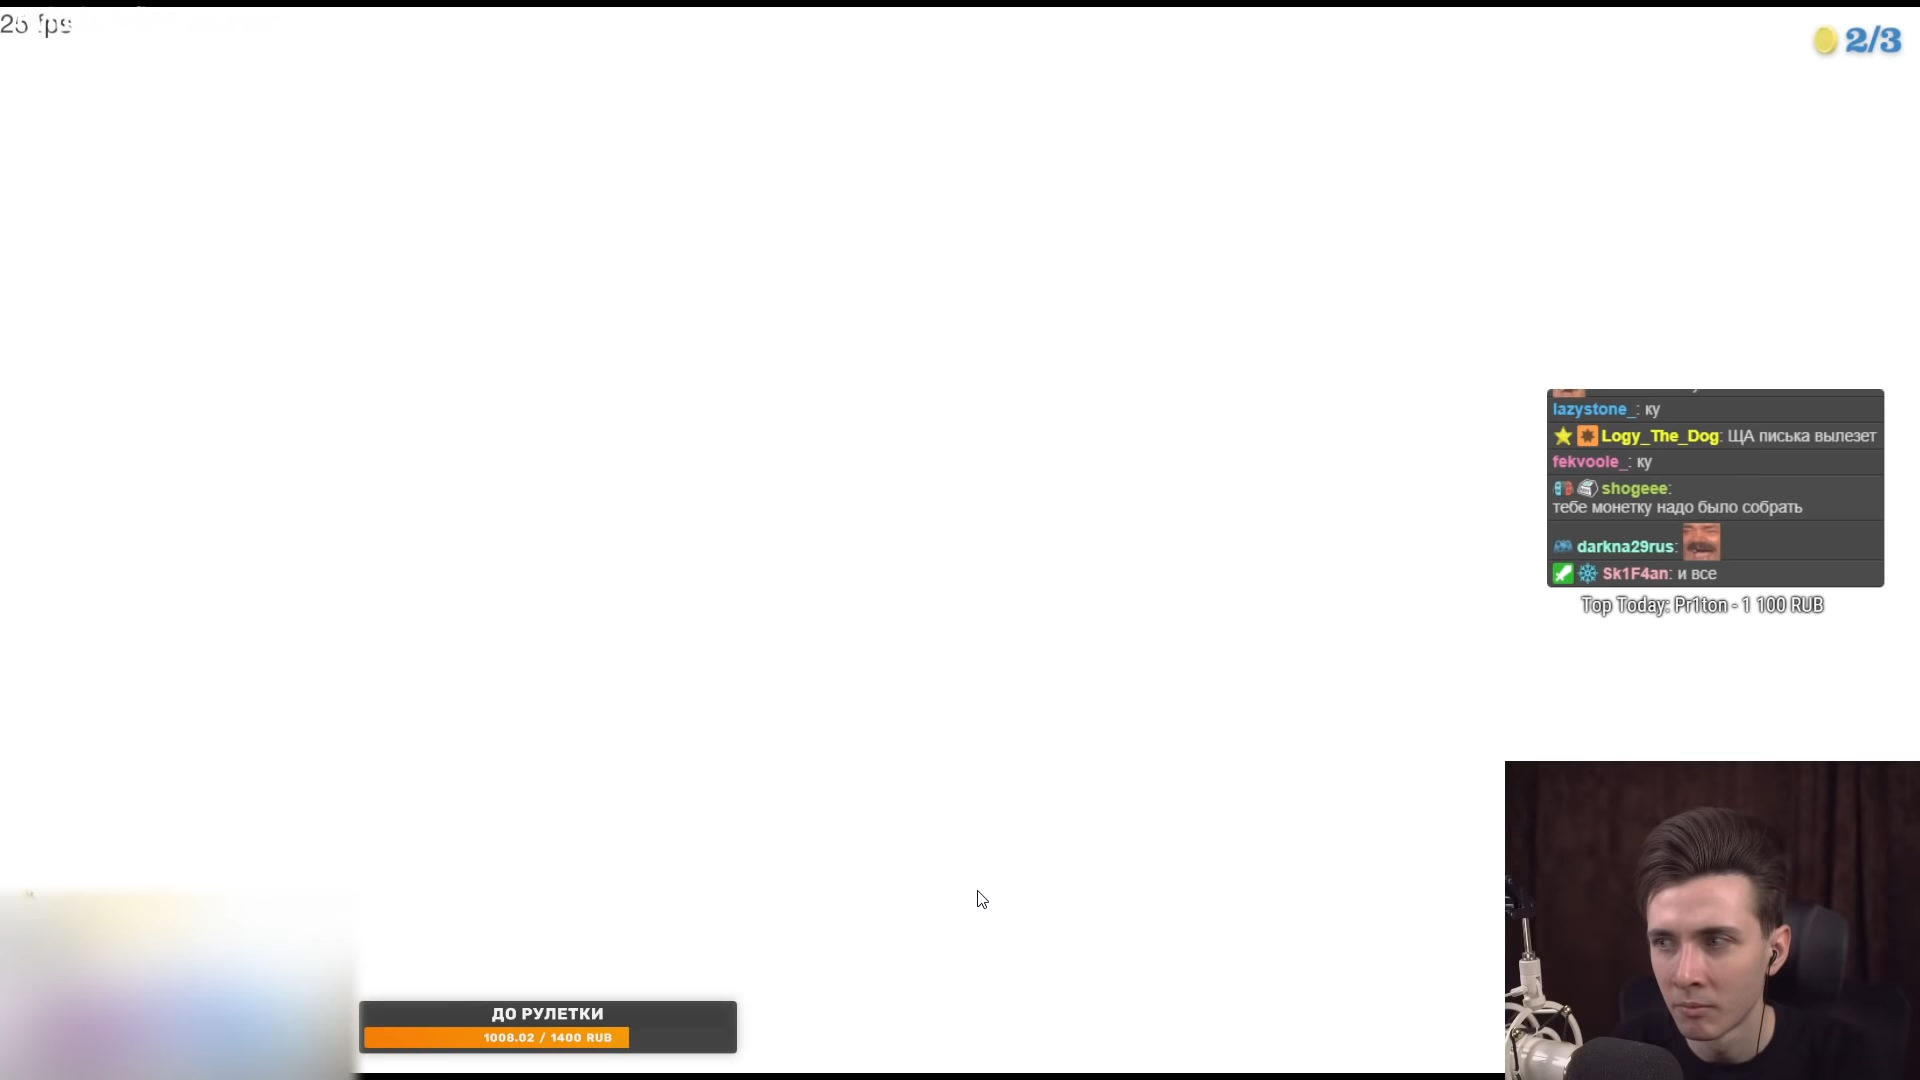 25 fps
2/3
lazystone_: ку
Logy_The_Dog: ЩА писька вылезет
fekvoole_: ку
shogeee:
тебе монетку надо было собрать
darkna29rus:
Sk1F4an: и все
Top Today: Pr1ton - 1 100 RUB
ДО РУЛЕТКИ
1008.02 / 1400 RUB